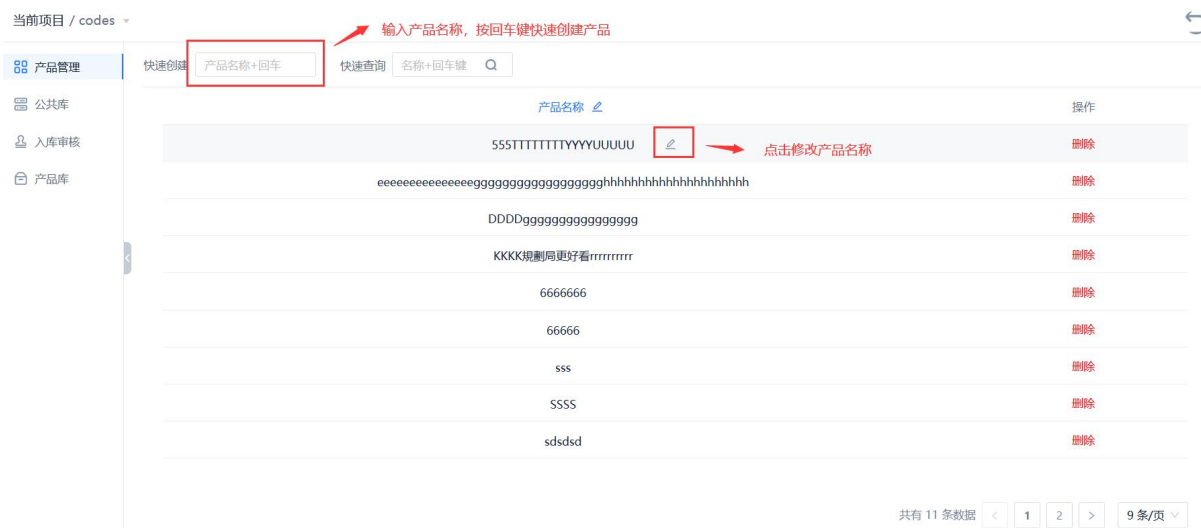 当前项目 / codes
输入产品名称，按回车键快速创建产品
产品管理
公共库
入库审核
产品库
快速创建 产品名称+回车 快速查询 名称+回车键
产品名称 操作
555TTTTTTTTYYYYUUUUU 点击修改产品名称 删除
eeeeeeeeeeeeeeegggggggggggggggggghhhhhhhhhhhhhhhhhhhhh 删除
DDDDgggggggggggggggg 删除
KKKK規劃局更好看rrrrrrrrrr 删除
6666666 删除
66666 删除
sss 删除
SSSS 删除
sdsdsd 删除
共有 11 条数据 < 1 2 > 9 条/页